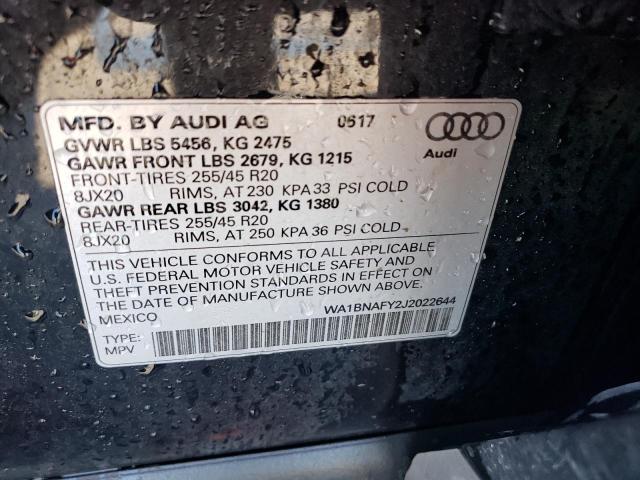 MFD. BY AUDI AG 0617
GVWR LBS 5456, KG 2475
GAWR FRONT LBS 2679, KG 1215
FRONT-TIRES 255/45 R20
8JX20 RIMS, AT 230 KPA 33 PSI COLD
GAWR REAR LBS 3042, KG 1380
REAR-TIRES 255/45 R20
8JX20 RIMS, AT 250 KPA 36 PSI COLD
Audi
THIS VEHICLE CONFORMS TO ALL APPLICABLE
U.S. FEDERAL MOTOR VEHICLE SAFETY AND
THEFT PREVENTION STANDARDS IN EFFECT ON
THE DATE OF MANUFACTURE SHOWN ABOVE.
MEXICO WA1BNAFY2J2022644
TYPE:
MPV